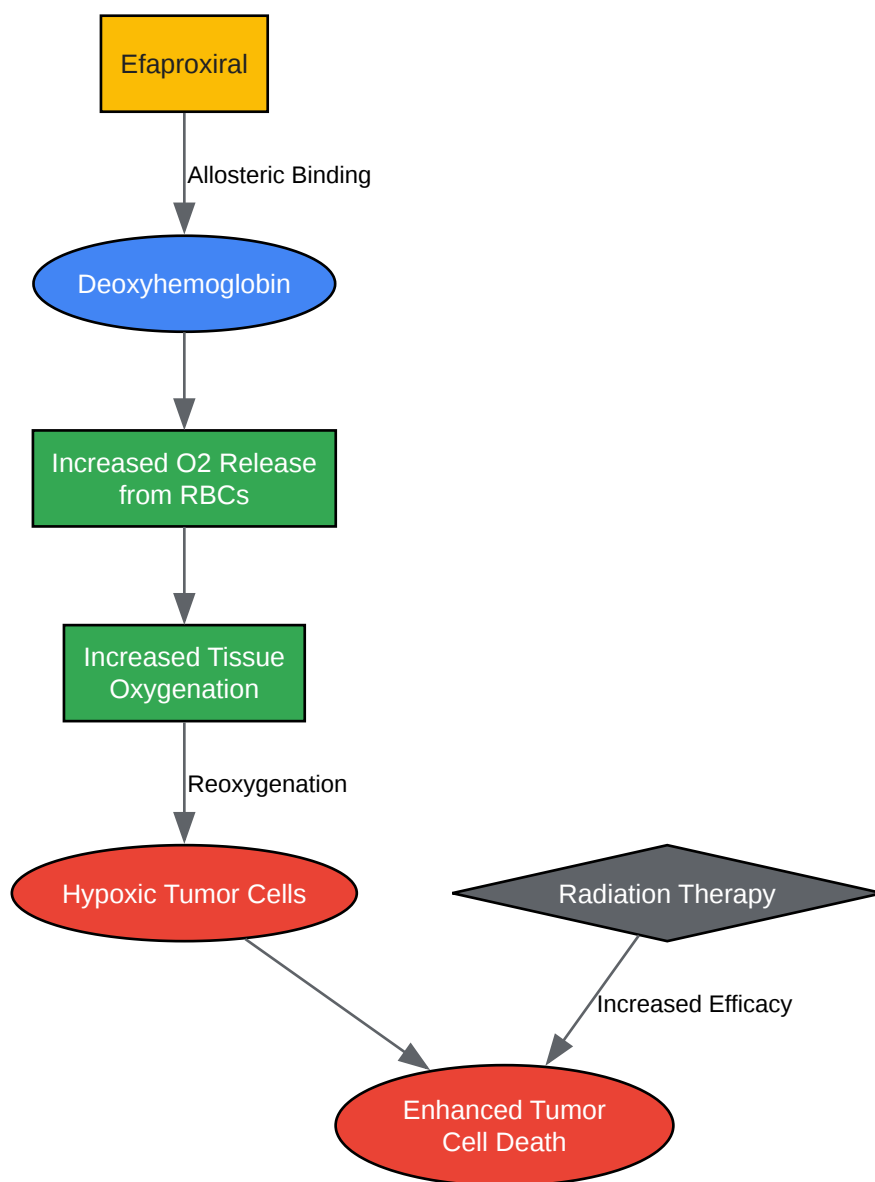 Efaproxiral
Allosteric Binding
Deoxyhemoglobin
Increased O2 Release
from RBCs
Increased Tissue
Oxygenation
Reoxygenation
Hypoxic Tumor Cells
Radiation Therapy
Increased Efficacy
Enhanced Tumor
Cell Death